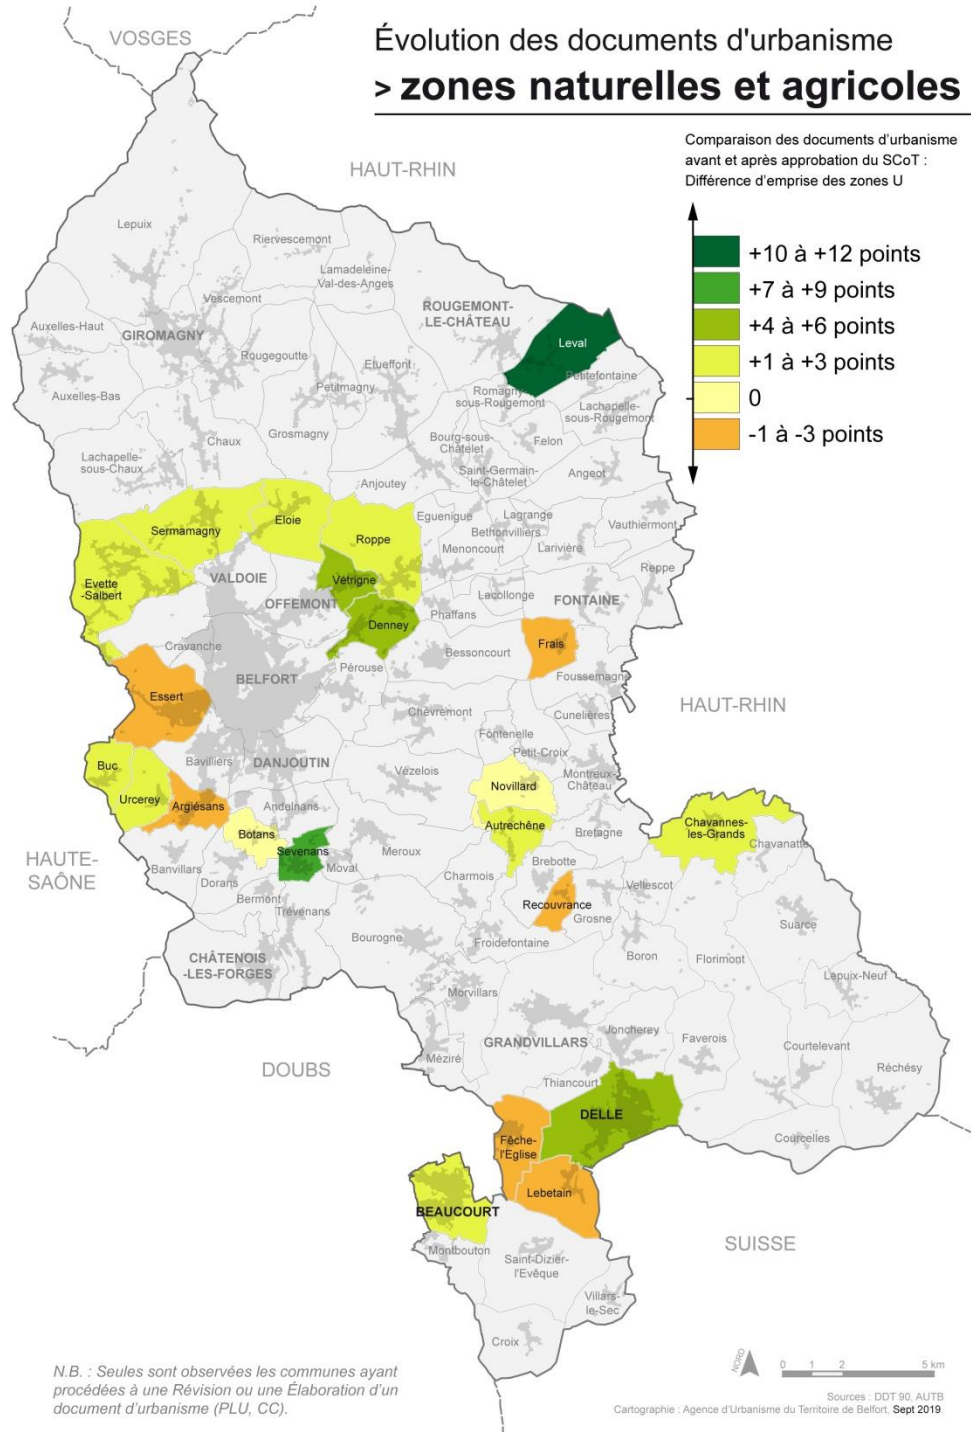 VOSGES
Évolution des documents d'urbanisme
> zones naturelles et agricoles
Comparaison des documents d'urbanisme
avant et après approbation du SCoT :
Différence d'emprise des zones U
+10 à +12 points
+7 à +9 points
+4 à +6 points
+1 à +3 points
0
-1 à -3 points
HAUT-RHIN
Lepuix
Riervescemont
Lamadeleine-
Val-des-Anges
Vescemont
ROUGEMONT-
LE-CHÂTEAU
Auxelles-Haut
GIROMAGNY
Leval
Rougegoutte
Etueffont
Petitefontaine
Auxelles-Bas
Petitmagny
Romagny-
sous-Rougemont
Lachapelle-
sous-Rougemont
Grosmagny
Chaux
Bourg-sous-
Châtelet
Felon
Lachapelle-
sous-Chaux
Saint-Germain-
le-Châtelet
Angeot
Anjoutey
Sermamagny
Eloie
Eguenigue
Lagrange
Vauthiermont
Roppe
Bethonvilliers
Menoncourt
Larivière
Reppe
Evette
-Salbert
VALDOIE
Vétrigne
OFFEMONT
Lacollonge
FONTAINE
Denney
Phaffans
Cravanche
Frais
Bessoncourt
Pérouse
Foussemagne
BELFORT
Essert
HAUT-RHIN
Chèvremont
Cunelières
Fontenelle
Petit-Croix
Buc
Bavilliers
DANJOUTIN
Vézelois
Montreux-
Château
Novillard
Urcerey
Argiésans
Andelnans
Autrechêne
Bretagne
Chavannes-
les-Grands
Chavanatte
Botans
Sévenans
Meroux
HAUTE-
SAÔNE
Banvillars
Moval
Brebotte
Dorans
Charmois
Vellescot
Bermont
Recouvrance
Trévenans
Grosne
Suarce
Bourogne
Froidefontaine
CHÂTENOIS
-LES-FORGES
Boron
Florimont
Lepuix-Neuf
Morvillars
Joncherey
GRANDVILLARS
Faverois
Courtelevant
Méziré
DOUBS
Réchésy
Thiancourt
DELLE
Courcelles
Fêche-
l'Église
Lebetain
BEAUCOURT
SUISSE
Montbouton
Saint-Dizier-
l'Evêque
Villars-
le-Sec
Croix
N.B. : Seules sont observées les communes ayant
procédées à une Révision ou une Élaboration d'un
document d'urbanisme (PLU, CC).
NORD
0 1 2 5 km
Sources : DDT 90, AUTB
Cartographie : Agence d'Urbanisme du Territoire de Belfort, Sept 2019